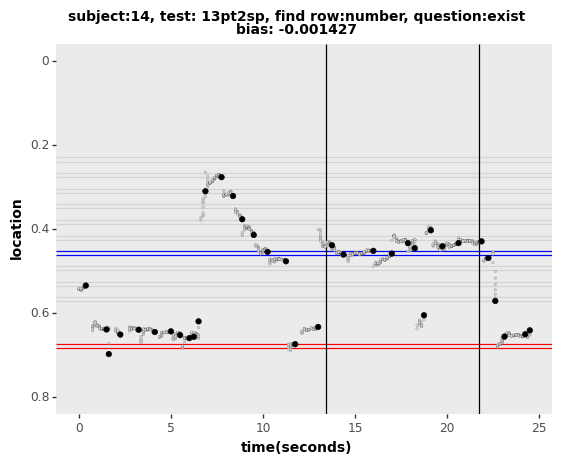 subject:14, test: 13pt2sp, find row:number, question:exist
bias: -0.001427
0
0.2
0.4
0.6
0.8
location
0
5
10
15
20
25
time(seconds)